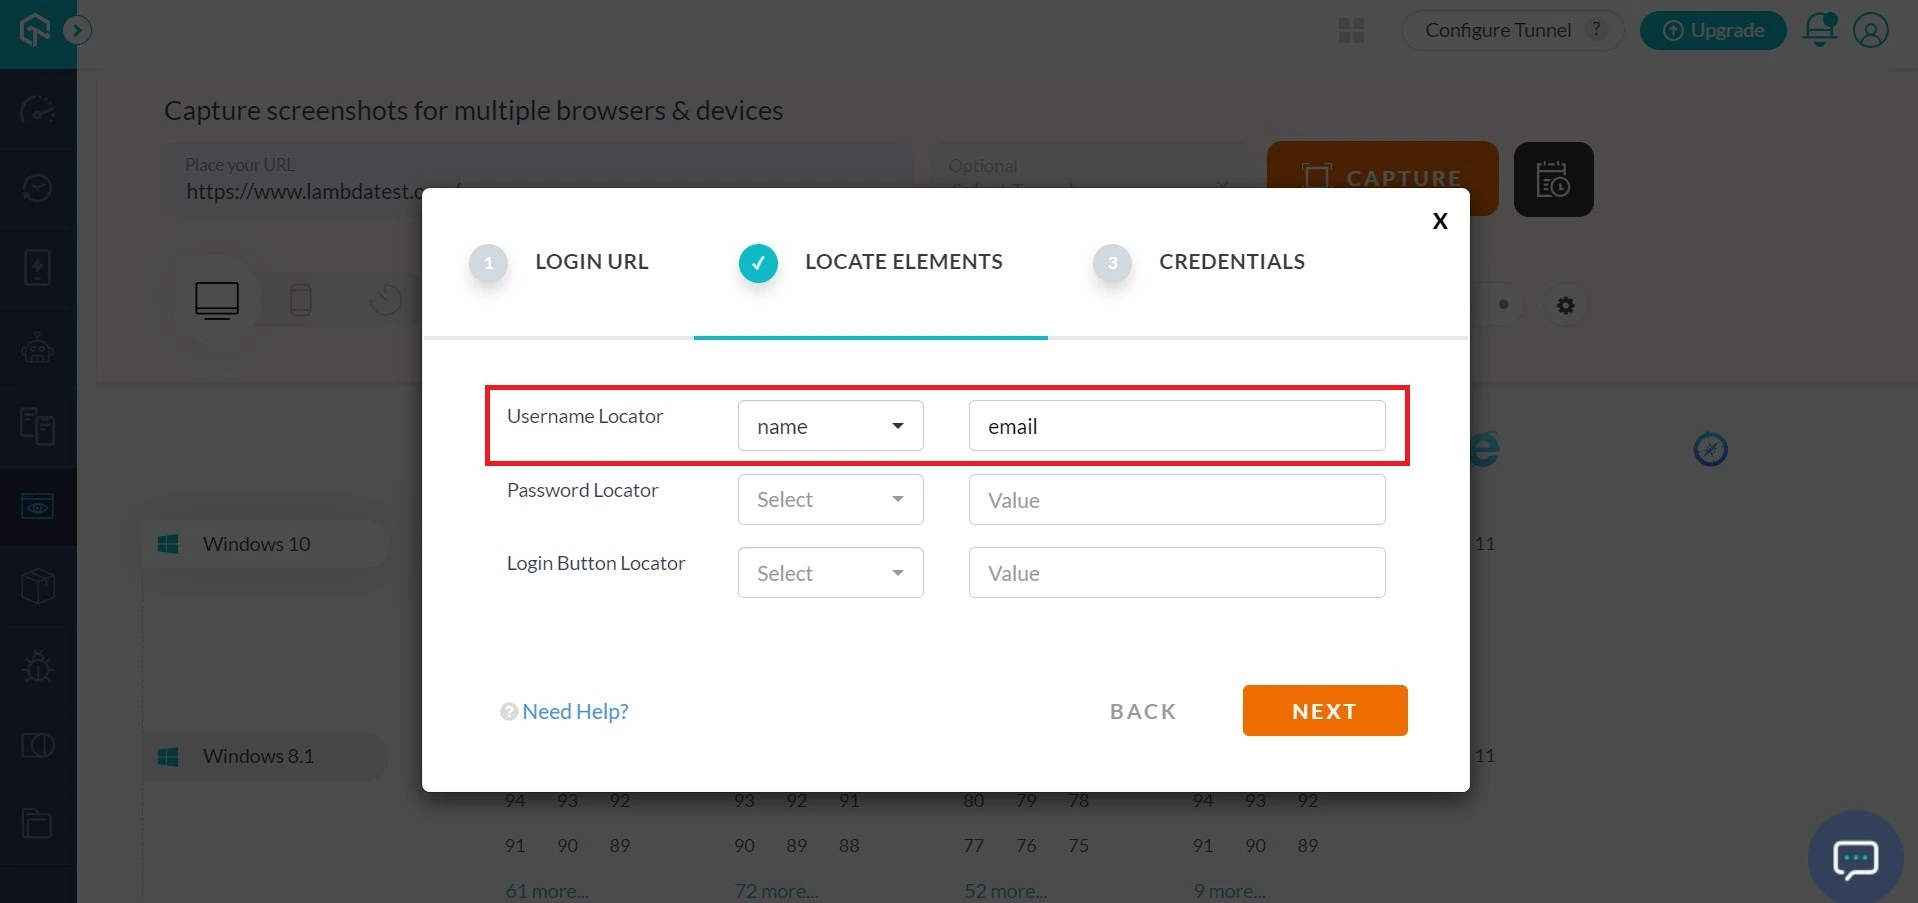 Configure Tunnel ?
Upgrade
Capture screenshots for multiple browsers & devices
Place your URL
https://www.lambdatest.c
Optional
CAPTURE
X
1 LOGIN URL
LOCATE ELEMENTS
3 CREDENTIALS
Username Locator name email
Password Locator Select Value
Login Button Locator Select Value
? Need Help?
BACK
NEXT
Windows 10
11
Windows 8.1
11
94 93 92 93 92 91 80 79 78 94 93 92
91 90 89 90 89 88 77 76 75 91 90 89
61 more... 72 more... 52 more... 9 more...